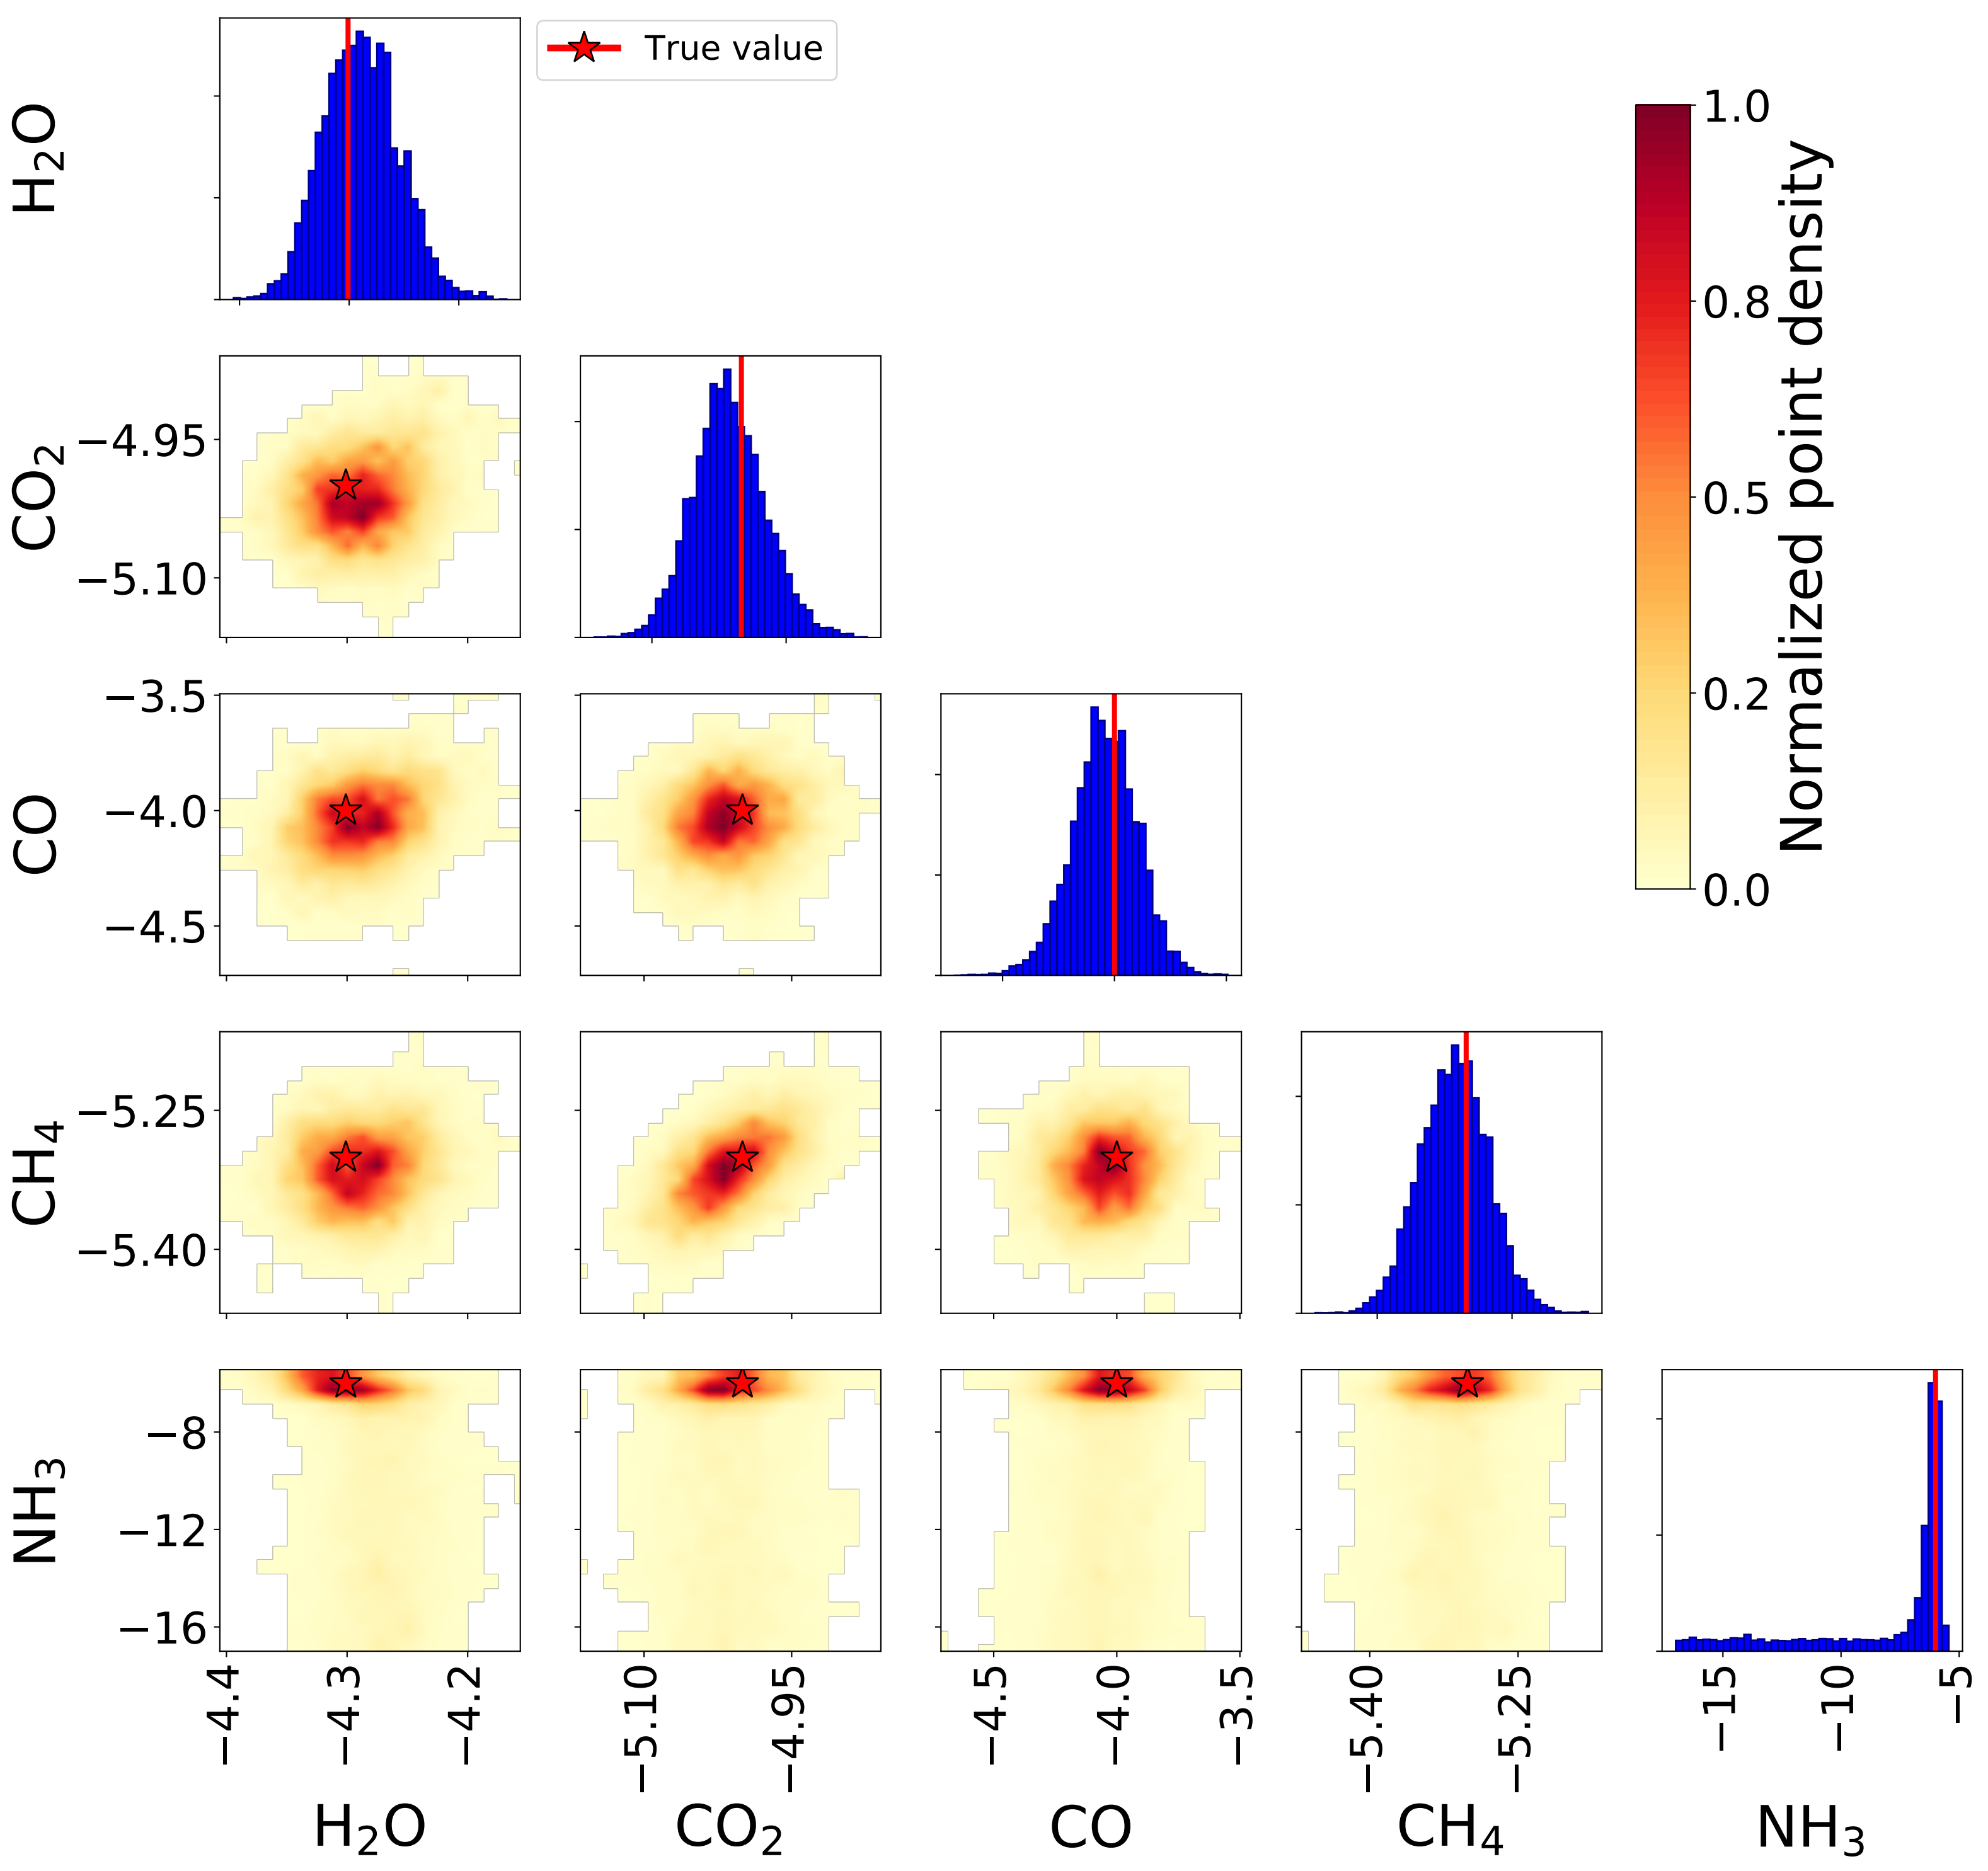 H₂O
True value
1.0
0.8
0.5
0.2
0.0
Normalized point density
CO₂
−4.95
−5.10
CO
−3.5
−4.0
−4.5
CH₄
−5.25
−5.40
NH₃
−8
−12
−16
−4.4 −4.3 −4.2 −5.10 −4.95 −4.5 −4.0 −3.5 −5.40 −5.25 −15 −10 −5
H₂O CO₂ CO CH₄ NH₃